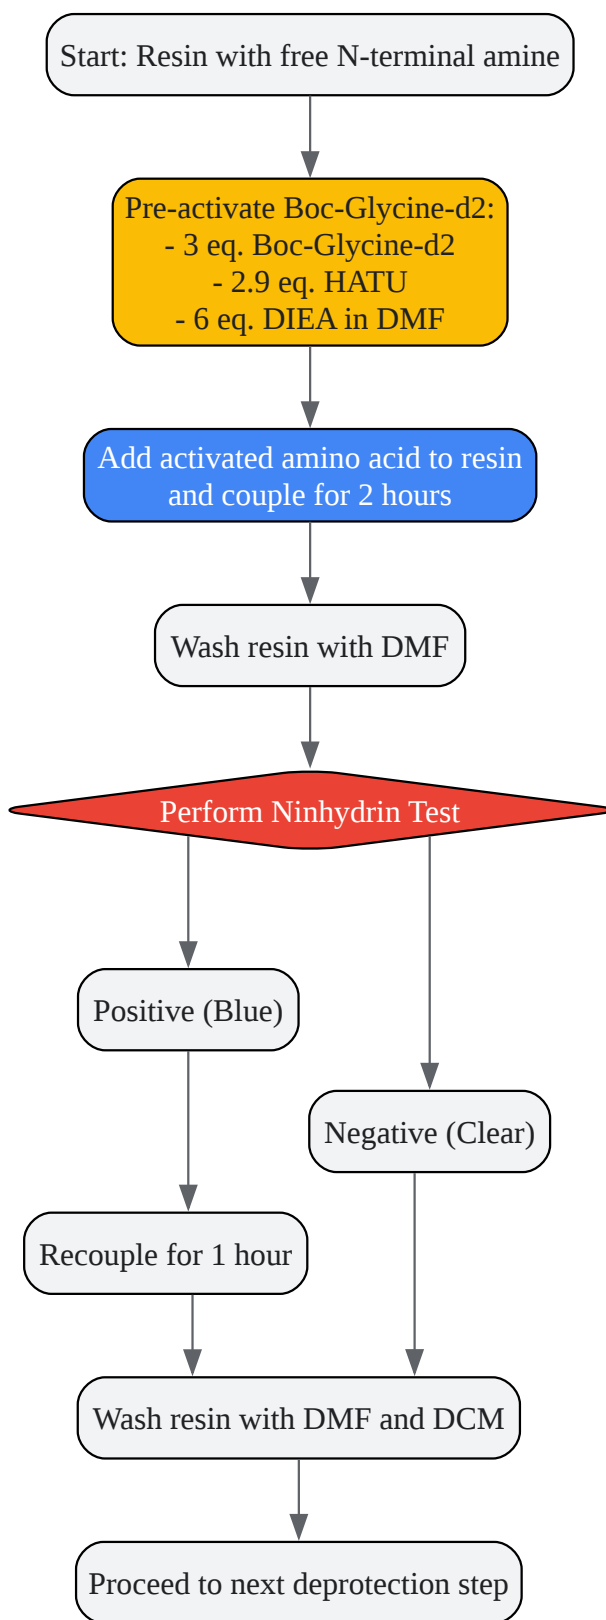 Start: Resin with free N-terminal amine
Pre-activate Boc-Glycine-d2:
- 3 eq. Boc-Glycine-d2
- 2.9 eq. HATU
- 6 eq. DIEA in DMF
Add activated amino acid to resin
and couple for 2 hours
Wash resin with DMF
Perform Ninhydrin Test
Positive (Blue)
Negative (Clear)
Recouple for 1 hour
Wash resin with DMF and DCM
Proceed to next deprotection step